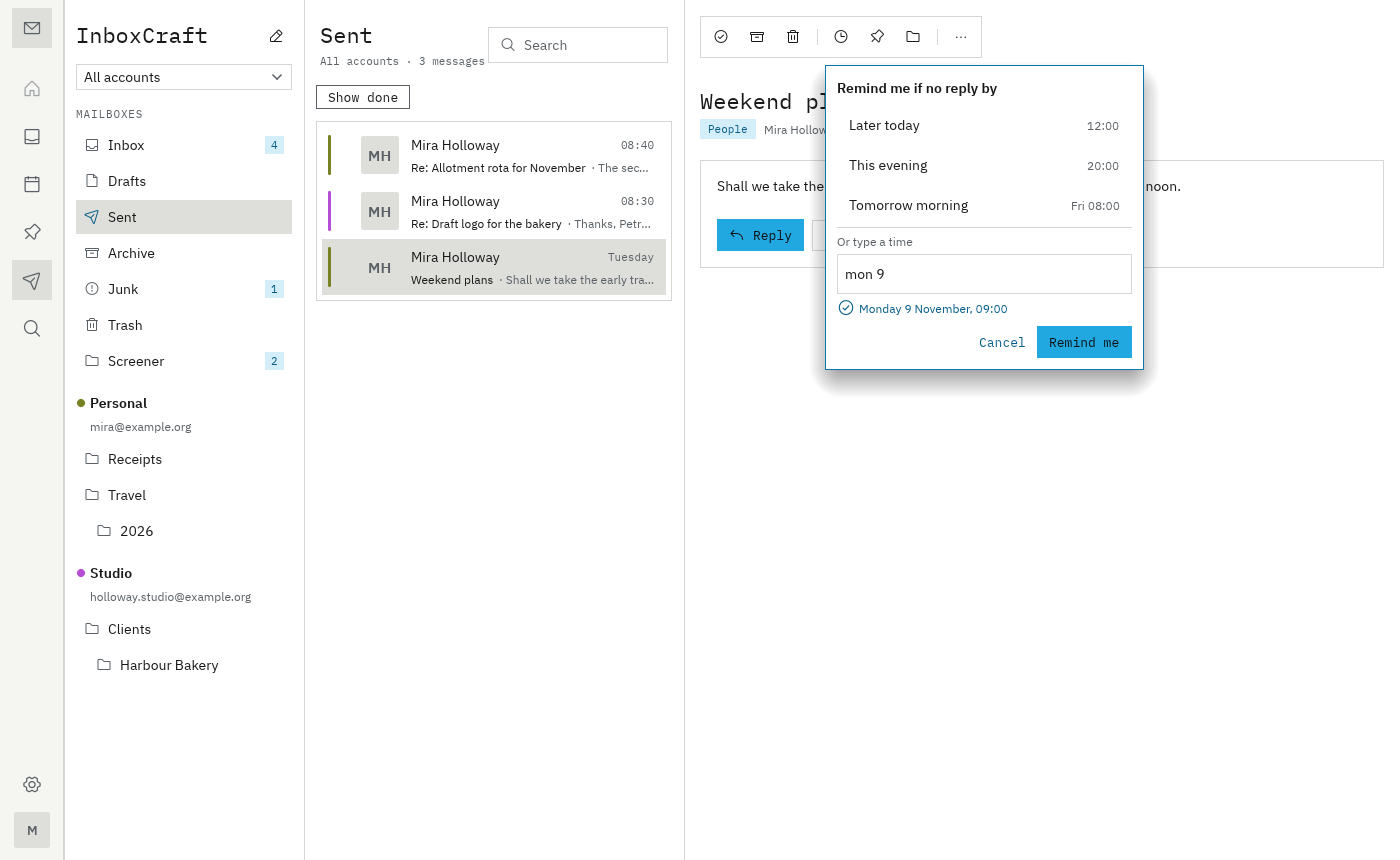 InboxCraft
All accounts
MAILBOXES
Inbox 4
Drafts
Sent
Archive
Junk 1
Trash
Screener 2
Personal
mira@example.org
Receipts
Travel
2026
Studio
holloway.studio@example.org
Clients
Harbour Bakery
M
Sent
All accounts · 3 messages
Search
Show done
MH Mira Holloway 08:40
Re: Allotment rota for November · The sec…
MH Mira Holloway 08:30
Re: Draft logo for the bakery · Thanks, Petr…
MH Mira Holloway Tuesday
Weekend plans · Shall we take the early tra…
Weekend
People Mira
Shall we take the noon.
Reply
Remind me if no reply by
Later today 12:00
This evening 20:00
Tomorrow morning Fri 08:00
Or type a time
mon 9
Monday 9 November, 09:00
Cancel Remind me